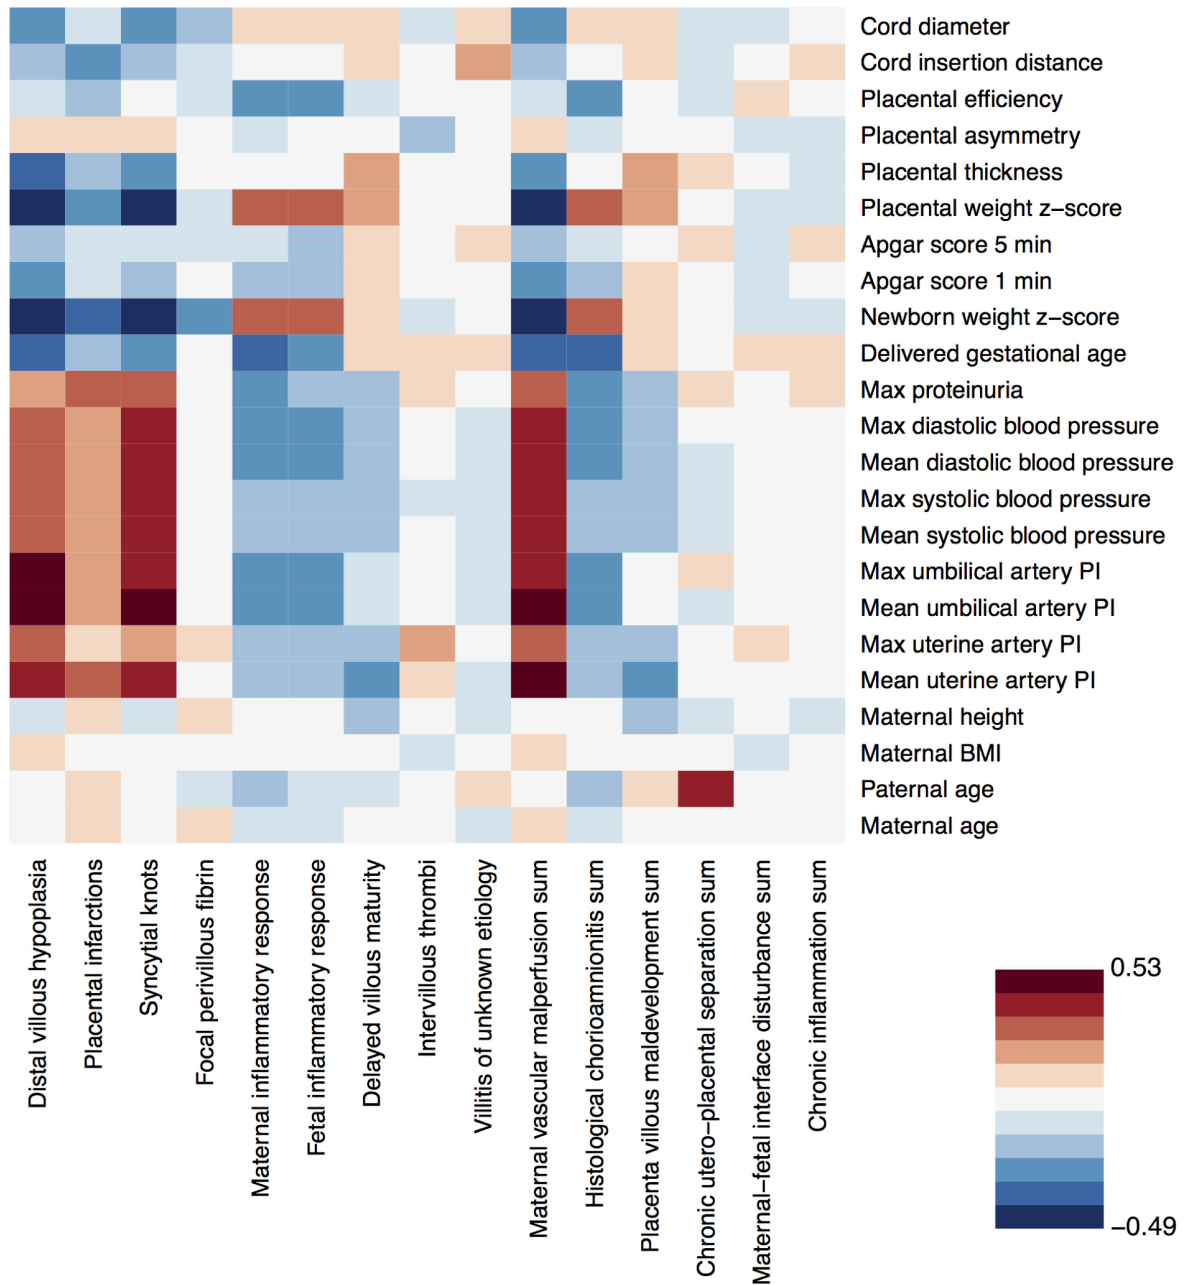 Cord diameter
Cord insertion distance
Placental efficiency
Placental asymmetry
Placental thickness
Placental weight z−score
Apgar score 5 min
Apgar score 1 min
Newborn weight z−score
Delivered gestational age
Max proteinuria
Max diastolic blood pressure
Mean diastolic blood pressure
Max systolic blood pressure
Mean systolic blood pressure
Max umbilical artery PI
Mean umbilical artery PI
Max uterine artery PI
Mean uterine artery PI
Maternal height
Maternal BMI
Paternal age
Maternal age
Distal villous hypoplasia
Placental infarctions
Syncytial knots
Focal perivillous fibrin
Maternal inflammatory response
Fetal inflammatory response
Delayed villous maturity
Intervillous thrombi
Villitis of unknown etiology
Maternal vascular malperfusion sum
Histological chorioamnionitis sum
Placenta villous maldevelopment sum
Chronic utero−placental separation sum
Maternal−fetal interface disturbance sum
Chronic inflammation sum
0.53
−0.49